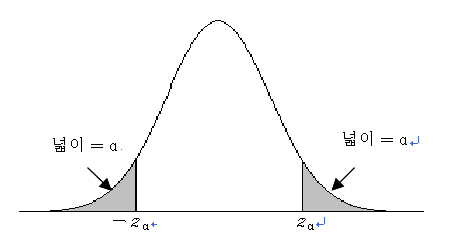 넓이 = α
넓이 = α↵
−zα↵
zα↵